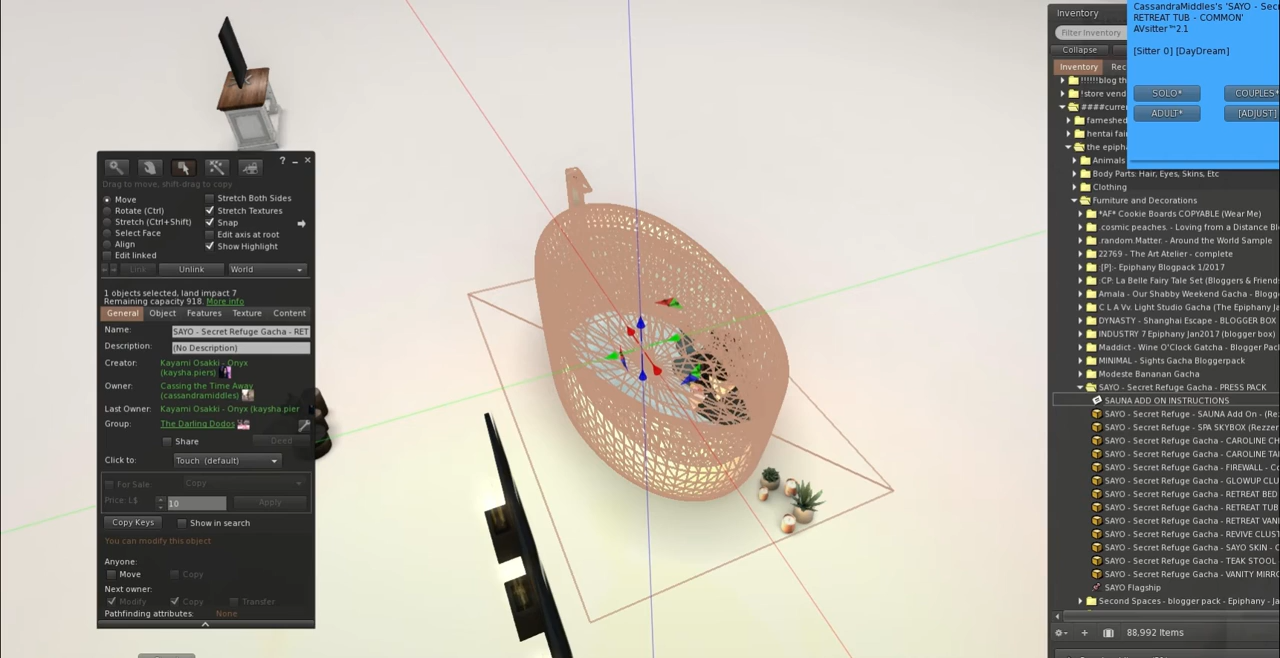 Drag to move, shift-drag to copy
Move
Rotate (Ctrl)
Stretch (Ctrl+Shift)
Select Face
Align
Edit linked
Stretch Both Sides
Stretch Textures
Snap
Edit axis at root
Show Highlight
Link
Unlink
World
1 objects selected, land impact 7
Remaining capacity 918. More info
General
Object
Features
Texture
Content
Name: SAYO - Secret Refuge Gacha - RET
Description: (No Description)
Creator: Kayami Osakki - Onyx
(kaysha.piers)
Owner: Cassing the Time Away
(cassandramiddles)
Last Owner: Kayami Osakki - Onyx (kaysha.pier
Group: The Darling Dodos
Share
Deed
Click to: Touch (default)
For Sale:
Copy
Price: L$
10
Apply
Copy Keys
Show in search
You can modify this object
Anyone:
Move
Copy
Next owner:
Modify
Copy
Transfer
Pathfinding attributes: None
CassandraMiddles's 'SAYO - Sec
RETREAT TUB - COMMON'
AVsitter™2.1
[Sitter 0] [DayDream]
SOLO*
COUPLES*
ADULT*
[ADJUST]
Inventory
Filter Inventory
Collapse
Inventory
Rec
!!!!!!blog th
!store vend
####curre
fameshed
hentai fair
the epiph
Animals
Body Parts: Hair, Eyes, Skins, Etc
Clothing
Furniture and Decorations
*AF* Cookie Boards COPYABLE (Wear Me)
.cosmic peaches. - Loving from a Distance Bl
.random.Matter. - Around the World Sample
22769 - The Art Atelier - complete
:[P]:- Epiphany Blogpack 1/2017
:CP: La Belle Fairy Tale Set (Bloggers & Friend
Amala - Our Shabby Weekend Gacha - Blogg
C L A Vv. Light Studio Gacha (The Epiphany Ja
DYNASTY - Shanghai Escape - BLOGGER BOX
INDUSTRY 7 Epiphany Jan2017 (blogger box)
Maddict - Wine O'Clock Gatcha - Blogger Pac
MINIMAL - Sights Gacha Bloggerpack
Modeste Bananan Gacha
SAYO - Secret Refuge Gacha - PRESS PACK
SAUNA ADD ON INSTRUCTIONS
SAYO - Secret Refuge - SAUNA Add On - (Re
SAYO - Secret Refuge - SPA SKYBOX (Rezzer
SAYO - Secret Refuge Gacha - CAROLINE CH
SAYO - Secret Refuge Gacha - CAROLINE TA
SAYO - Secret Refuge Gacha - FIREWALL - Co
SAYO - Secret Refuge Gacha - GLOWUP CLU
SAYO - Secret Refuge Gacha - RETREAT BED
SAYO - Secret Refuge Gacha - RETREAT TUB
SAYO - Secret Refuge Gacha - RETREAT VANI
SAYO - Secret Refuge Gacha - REVIVE CLUST
SAYO - Secret Refuge Gacha - SAYO SKIN - C
SAYO - Secret Refuge Gacha - TEAK STOOL
SAYO - Secret Refuge Gacha - VANITY MIRRO
SAYO Flagship
Second Spaces - blogger pack - Epiphany - Ja
88,992 Items